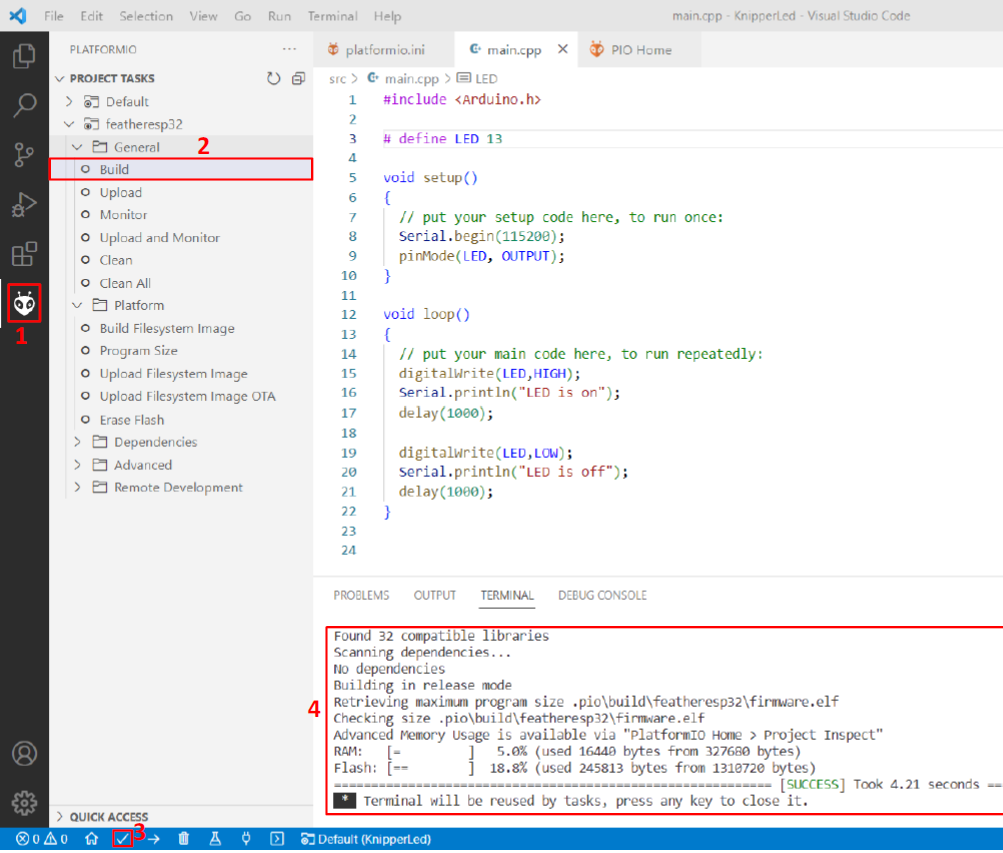 File Edit Selection View Go Run Terminal Help main.cpp - KnipperLed - Visual Studio Code
PLATFORMIO ...
PROJECT TASKS
Default
featheresp32
General 2
Build
Upload
Monitor
Upload and Monitor
Clean
Clean All
Platform
Build Filesystem Image
Program Size
Upload Filesystem Image
Upload Filesystem Image OTA
Erase Flash
Dependencies
Advanced
Remote Development
QUICK ACCESS
1
platformio.ini main.cpp PIO Home
src > main.cpp > LED
1 #include <Arduino.h>
2
3 # define LED 13
4
5 void setup()
6 {
7 // put your setup code here, to run once:
8 Serial.begin(115200);
9 pinMode(LED, OUTPUT);
10 }
11
12 void loop()
13 {
14 // put your main code here, to run repeatedly:
15 digitalWrite(LED,HIGH);
16 Serial.println("LED is on");
17 delay(1000);
18
19 digitalWrite(LED,LOW);
20 Serial.println("LED is off");
21 delay(1000);
22 }
23
24
PROBLEMS OUTPUT TERMINAL DEBUG CONSOLE
Found 32 compatible libraries
Scanning dependencies...
No dependencies
Building in release mode
Retrieving maximum program size .pio\build\featheresp32\firmware.elf
4
Checking size .pio\build\featheresp32\firmware.elf
Advanced Memory Usage is available via "PlatformIO Home > Project Inspect"
RAM: [= ] 5.0% (used 16440 bytes from 327680 bytes)
Flash: [== ] 18.8% (used 245813 bytes from 1310720 bytes)
========================================================= [SUCCESS] Took 4.21 seconds ==
* Terminal will be reused by tasks, press any key to close it.
0 0 3 Default (KnipperLed)